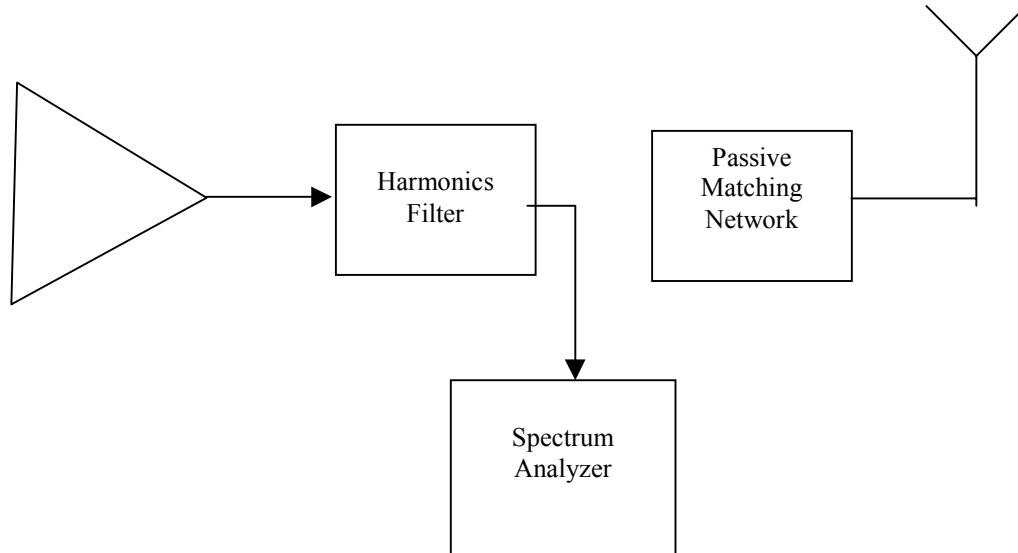 Harmonics
Filter
Passive
Matching
Network
Spectrum
Analyzer